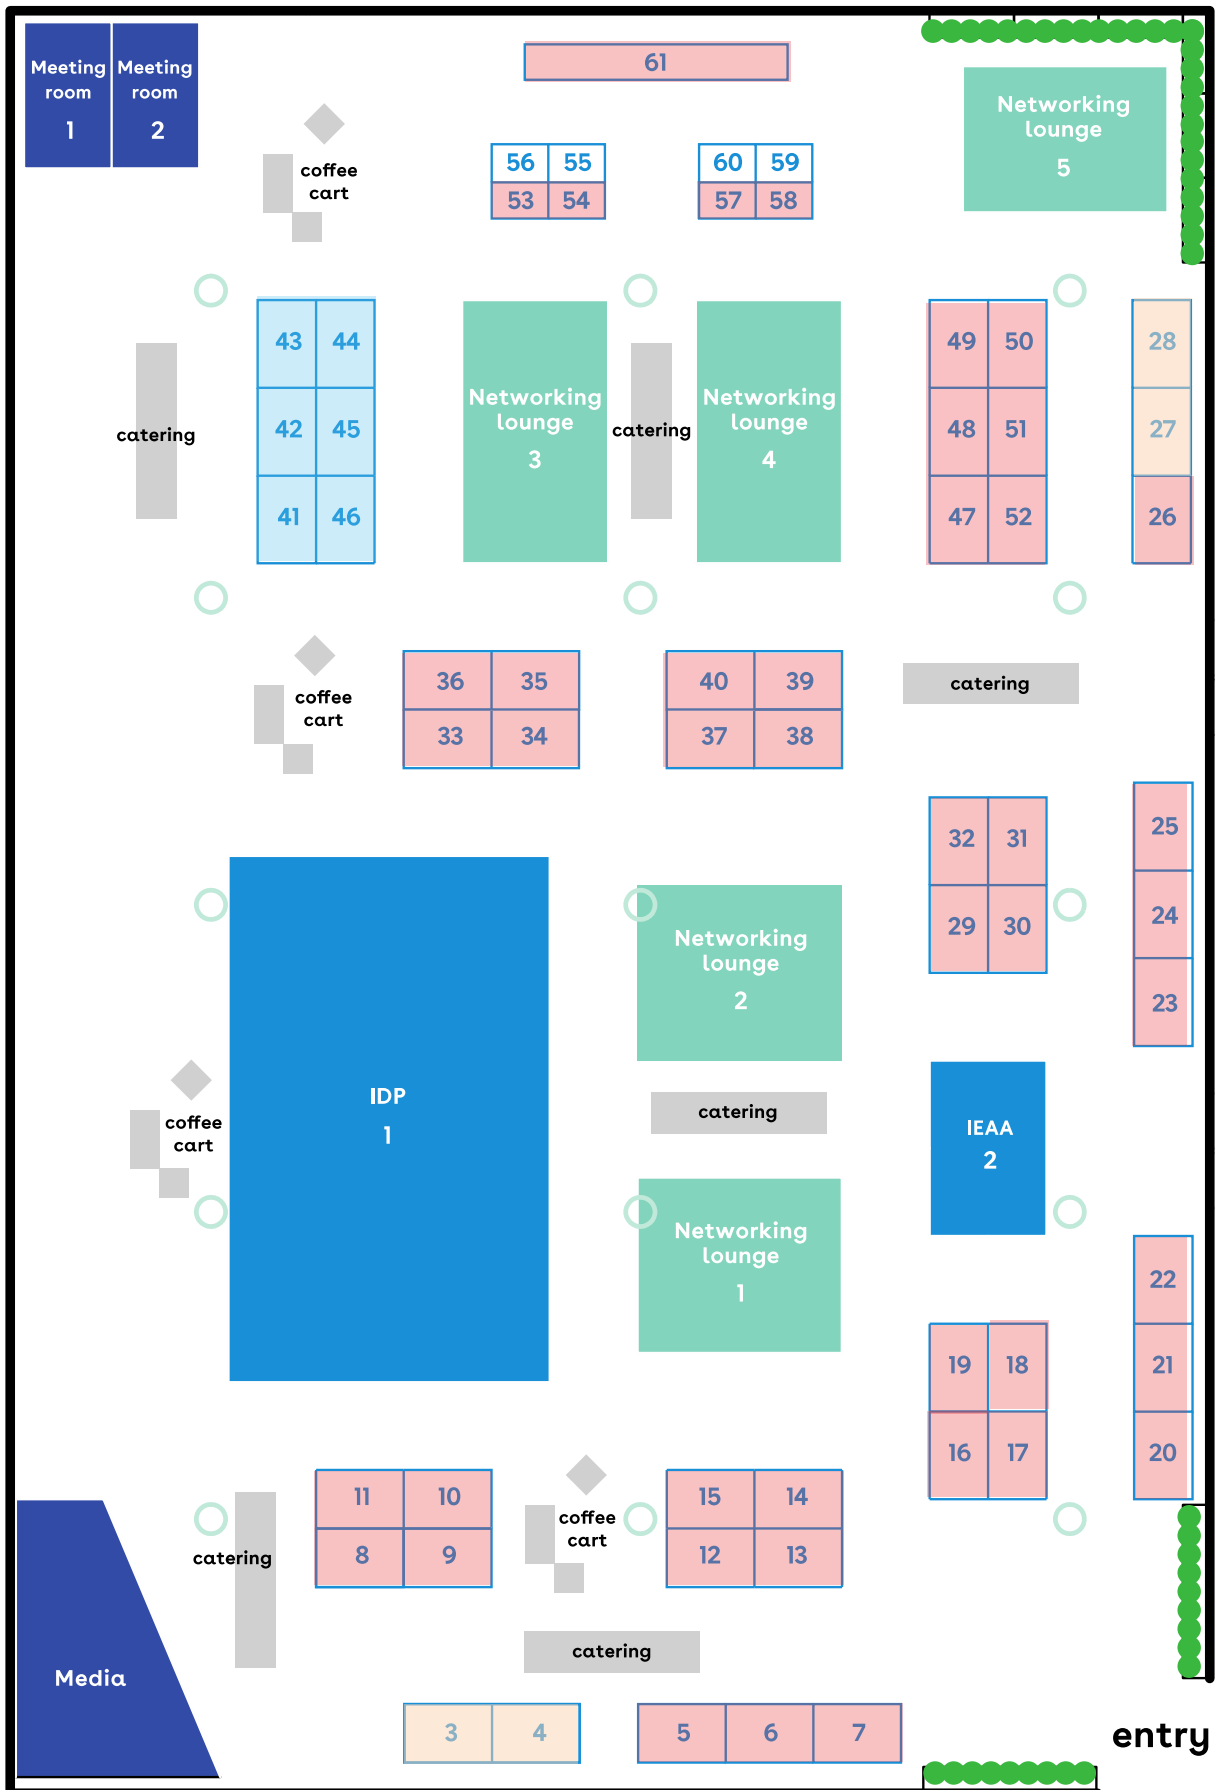 61
Meeting
room
1
Meeting
room
2
Networking
lounge
5
coffee
cart
56 55
53 54
60 59
57 58
43 44
42 45
41 46
catering
Networking
lounge
3
catering
Networking
lounge
4
49 50
48 51
47 52
28
27
26
coffee
cart
36 35
33 34
40 39
37 38
catering
32 31
29 30
25
24
23
IDP
1
Networking
lounge
2
catering
Networking
lounge
1
coffee
cart
IEAA
2
22
21
20
19 18
16 17
11 10
8 9
coffee
cart
15 14
12 13
catering
catering
Media
3 4
5 6 7
entry